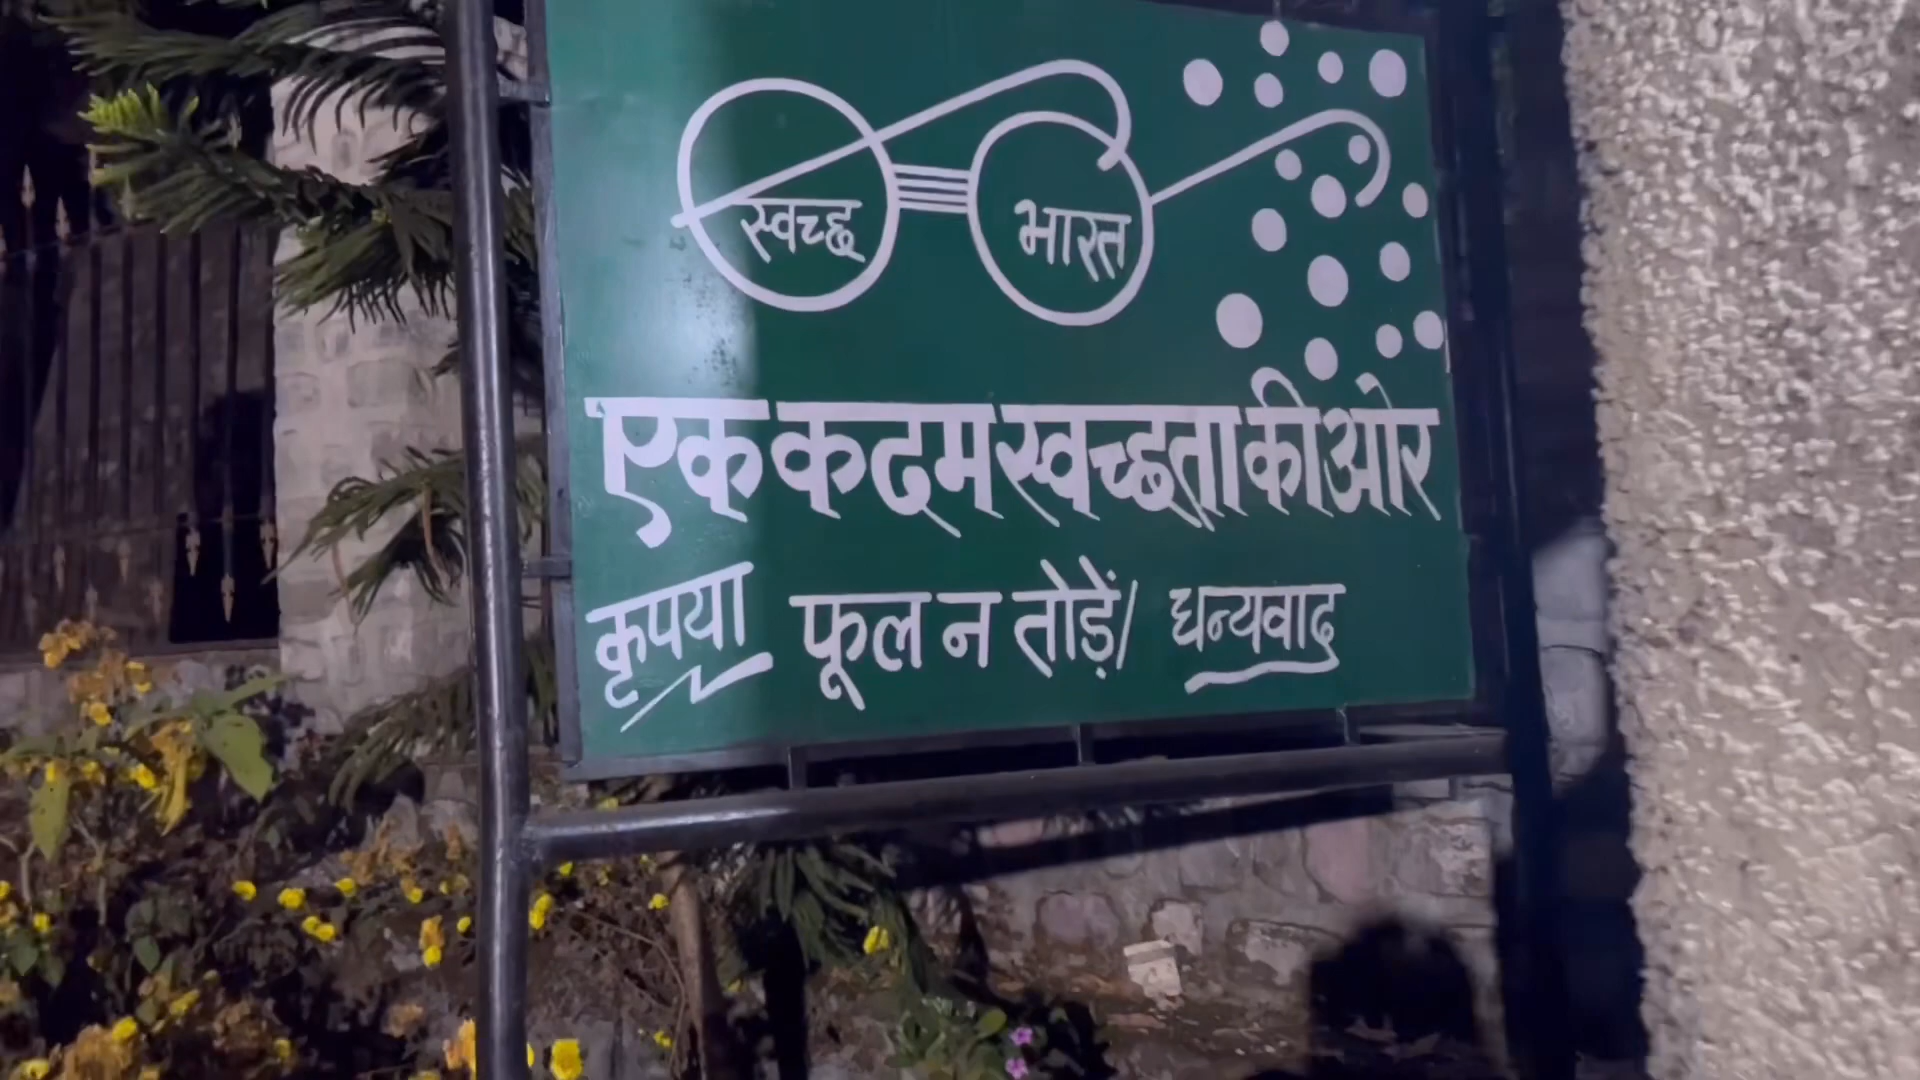 स्वच्छ भारत
एक कदम स्वच्छता की ओर
कृपया फूल न तोड़ें/ धन्यवाद